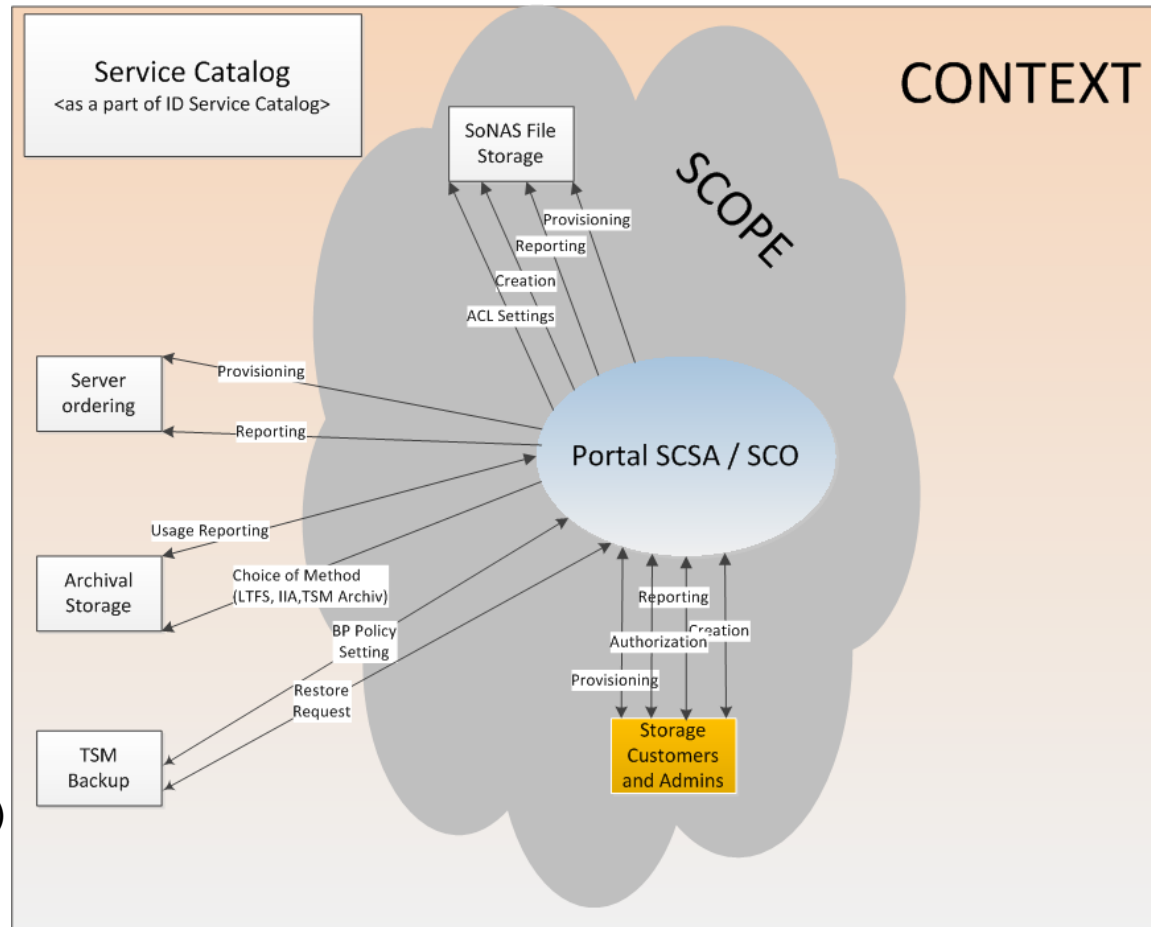 Service Catalog
<as a part of ID Service Catalog>
CONTEXT
SCOPE
SoNAS File
Storage
Provisioning
Reporting
Creation
ACL Settings
Server
ordering
Provisioning
Reporting
Portal SCSA / SCO
Usage Reporting
Archival
Storage
Choice of Method
(LTFS, IIA,TSM Archiv)
BP Policy
Setting
Restore
Request
TSM
Backup
Reporting
Creation
Authorization
Provisioning
Storage
Customers
and Admins
)